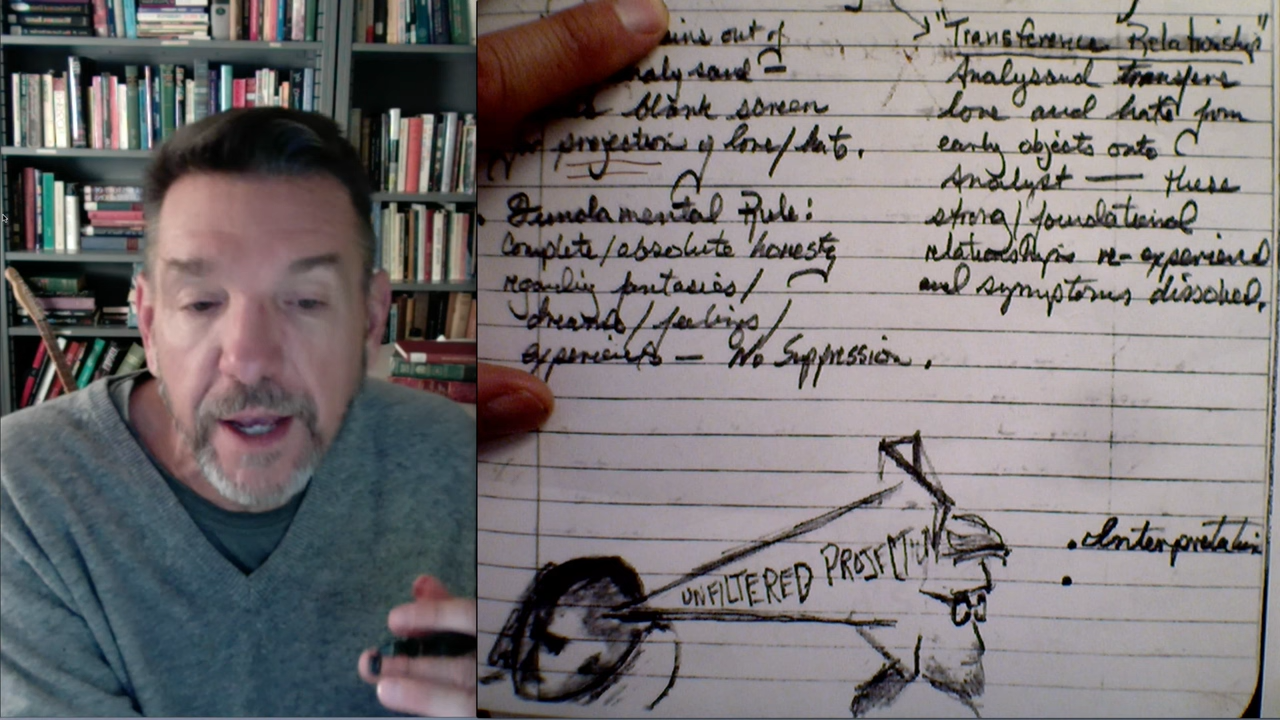 out of
blank screen
projection of love/hate.
Fundamental Rule:
Complete/absolute honesty
regarding fantasies/
dreams/feelings/
experiences — No Suppression.
"Transference Relationship"
Analysand transfers
love and hate from
early objects onto
Analyst — these
strong/foundational
relationships re-experienced
and symptoms dissolved.
UNFILTERED PROJECTION
• Interpretation
•